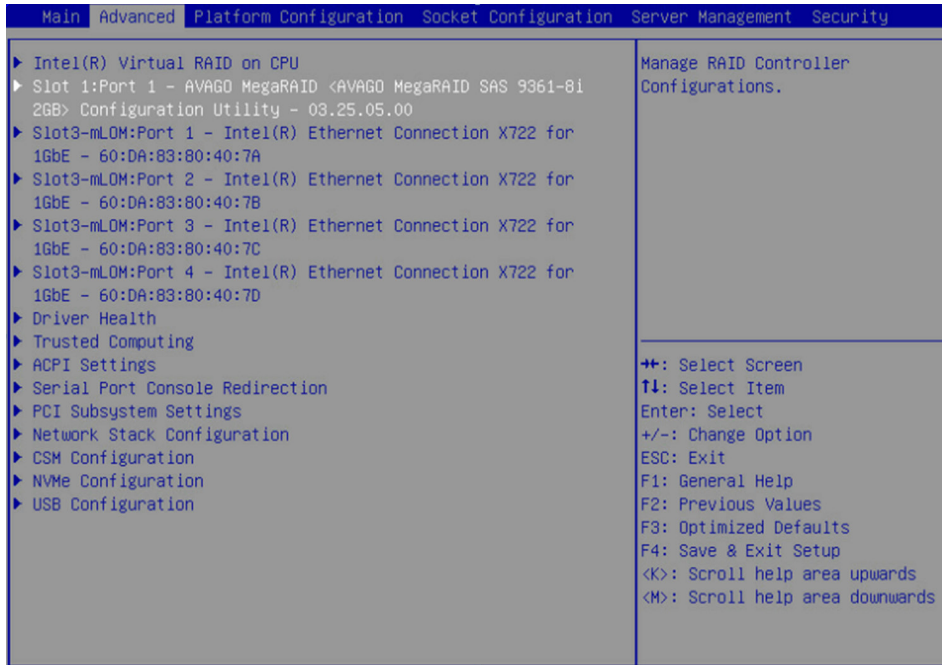 Main Advanced Platform Configuration Socket Configuration Server Management Security
Intel(R) Virtual RAID on CPU
Slot 1:Port 1 - AVAGO MegaRAID <AVAGO MegaRAID SAS 9361-8i
2GB> Configuration Utility - 03.25.05.00
Slot3-mLOM:Port 1 - Intel(R) Ethernet Connection X722 for
1GbE - 60:DA:83:80:40:7A
Slot3-mLOM:Port 2 - Intel(R) Ethernet Connection X722 for
1GbE - 60:DA:83:80:40:7B
Slot3-mLOM:Port 3 - Intel(R) Ethernet Connection X722 for
1GbE - 60:DA:83:80:40:7C
Slot3-mLOM:Port 4 - Intel(R) Ethernet Connection X722 for
1GbE - 60:DA:83:80:40:7D
Driver Health
Trusted Computing
ACPI Settings
Serial Port Console Redirection
PCI Subsystem Settings
Network Stack Configuration
CSM Configuration
NVMe Configuration
USB Configuration
Manage RAID Controller
Configurations.
→←: Select Screen
↑↓: Select Item
Enter: Select
+/-: Change Option
ESC: Exit
F1: General Help
F2: Previous Values
F3: Optimized Defaults
F4: Save & Exit Setup
<K>: Scroll help area upwards
<M>: Scroll help area downwards